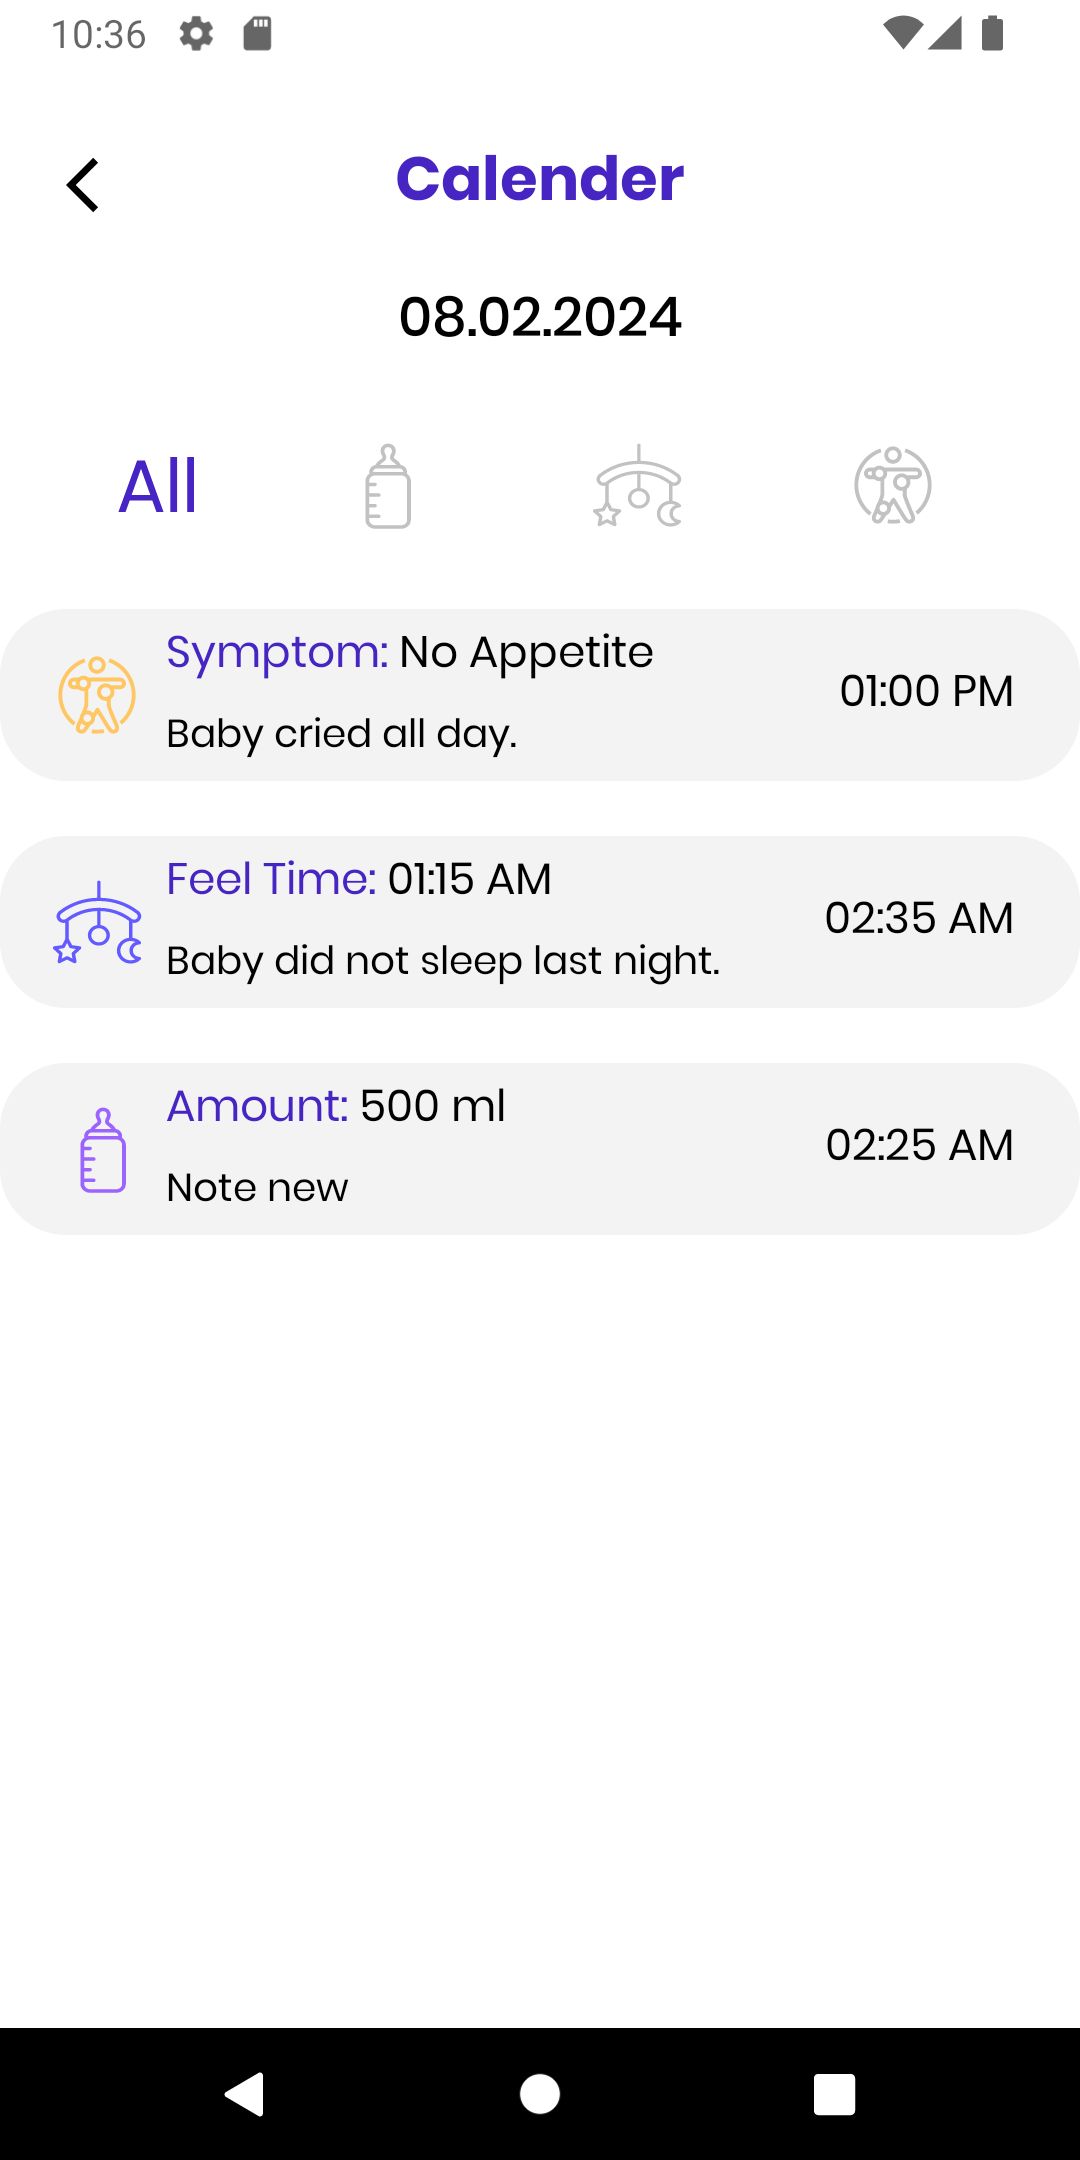 10:36
Calender
08.02.2024
All
Symptom: No Appetite
Baby cried all day.
01:00 PM
Feel Time: 01:15 AM
Baby did not sleep last night.
02:35 AM
Amount: 500 ml
Note new
02:25 AM